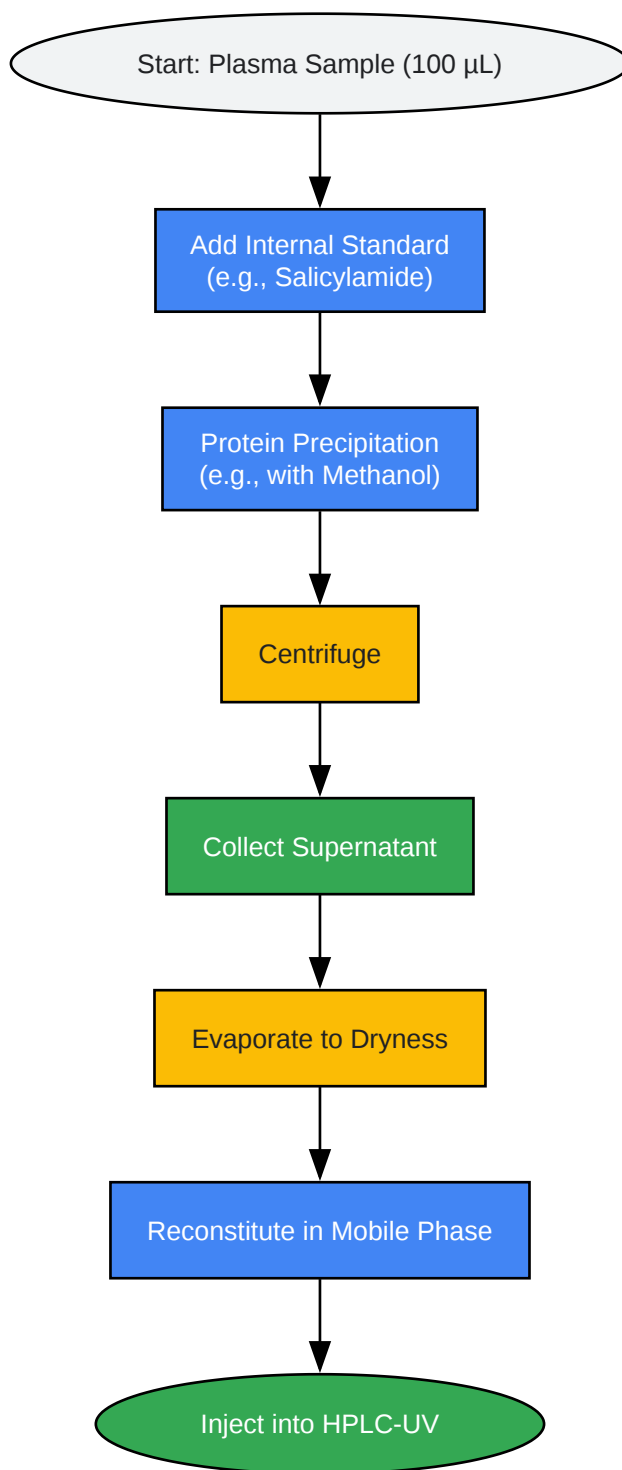 Start: Plasma Sample (100 µL)
Add Internal Standard
(e.g., Salicylamide)
Protein Precipitation
(e.g., with Methanol)
Centrifuge
Collect Supernatant
Evaporate to Dryness
Reconstitute in Mobile Phase
Inject into HPLC-UV